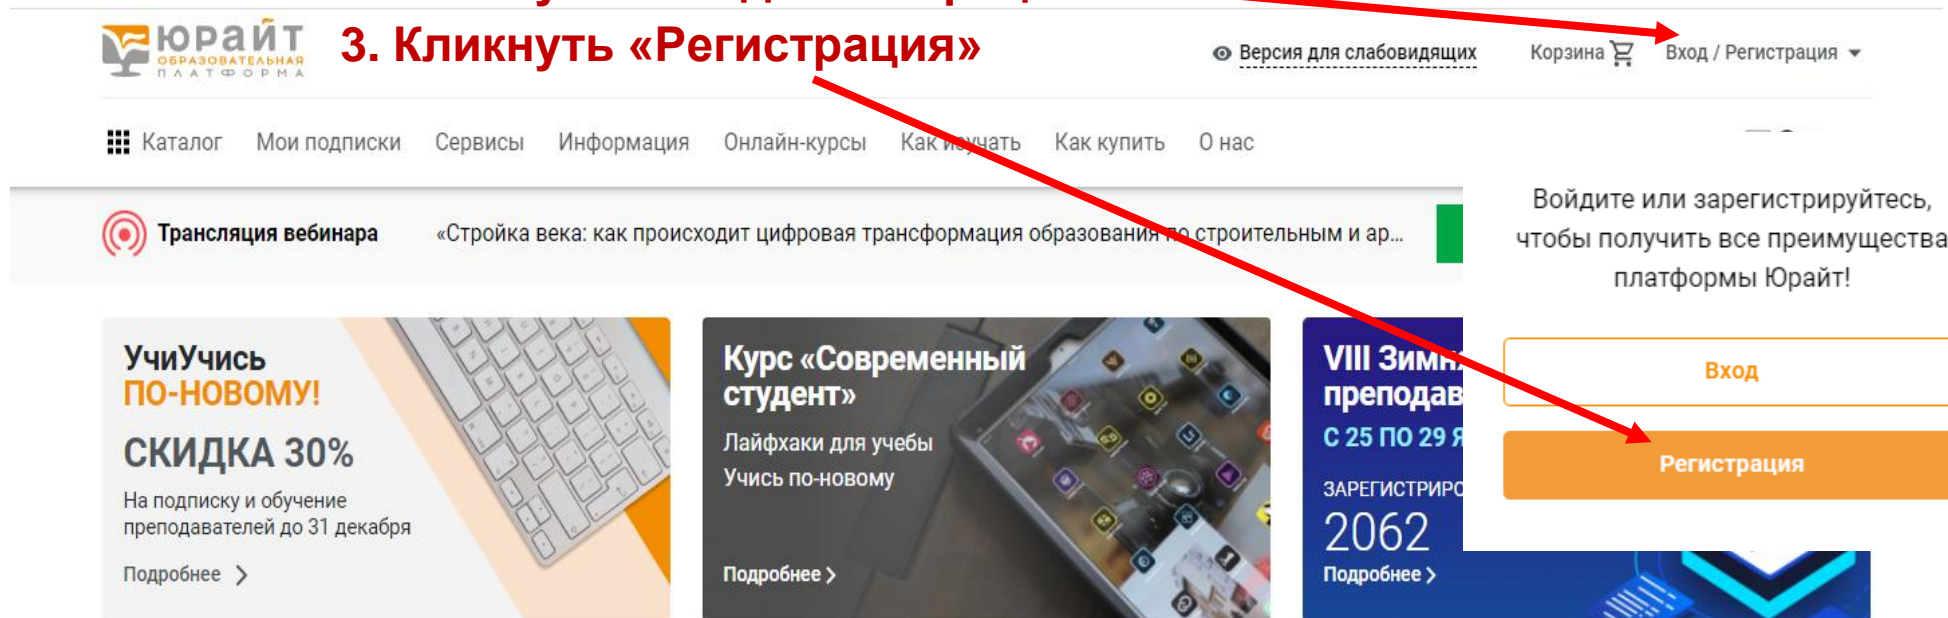 3. Кликнуть «Регистрация»
ЮРАЙТ
ОБРАЗОВАТЕЛЬНАЯ
ПЛАТФОРМА
Версия для слабовидящих
Корзина
Вход / Регистрация
Каталог Мои подписки Сервисы Информация Онлайн-курсы Как изучать Как купить О нас
Трансляция вебинара «Стройка века: как происходит цифровая трансформация образования по строительным и ар...
Войдите или зарегистрируйтесь,
чтобы получить все преимущества
платформы Юрайт!
Вход
Регистрация
УчиУчись
ПО-НОВОМУ!
СКИДКА 30%
На подписку и обучение
преподавателей до 31 декабря
Подробнее
Курс «Современный
студент»
Лайфхаки для учебы
Учись по-новому
Подробнее
VIII
С 25 ПО 29
2062
Подробнее